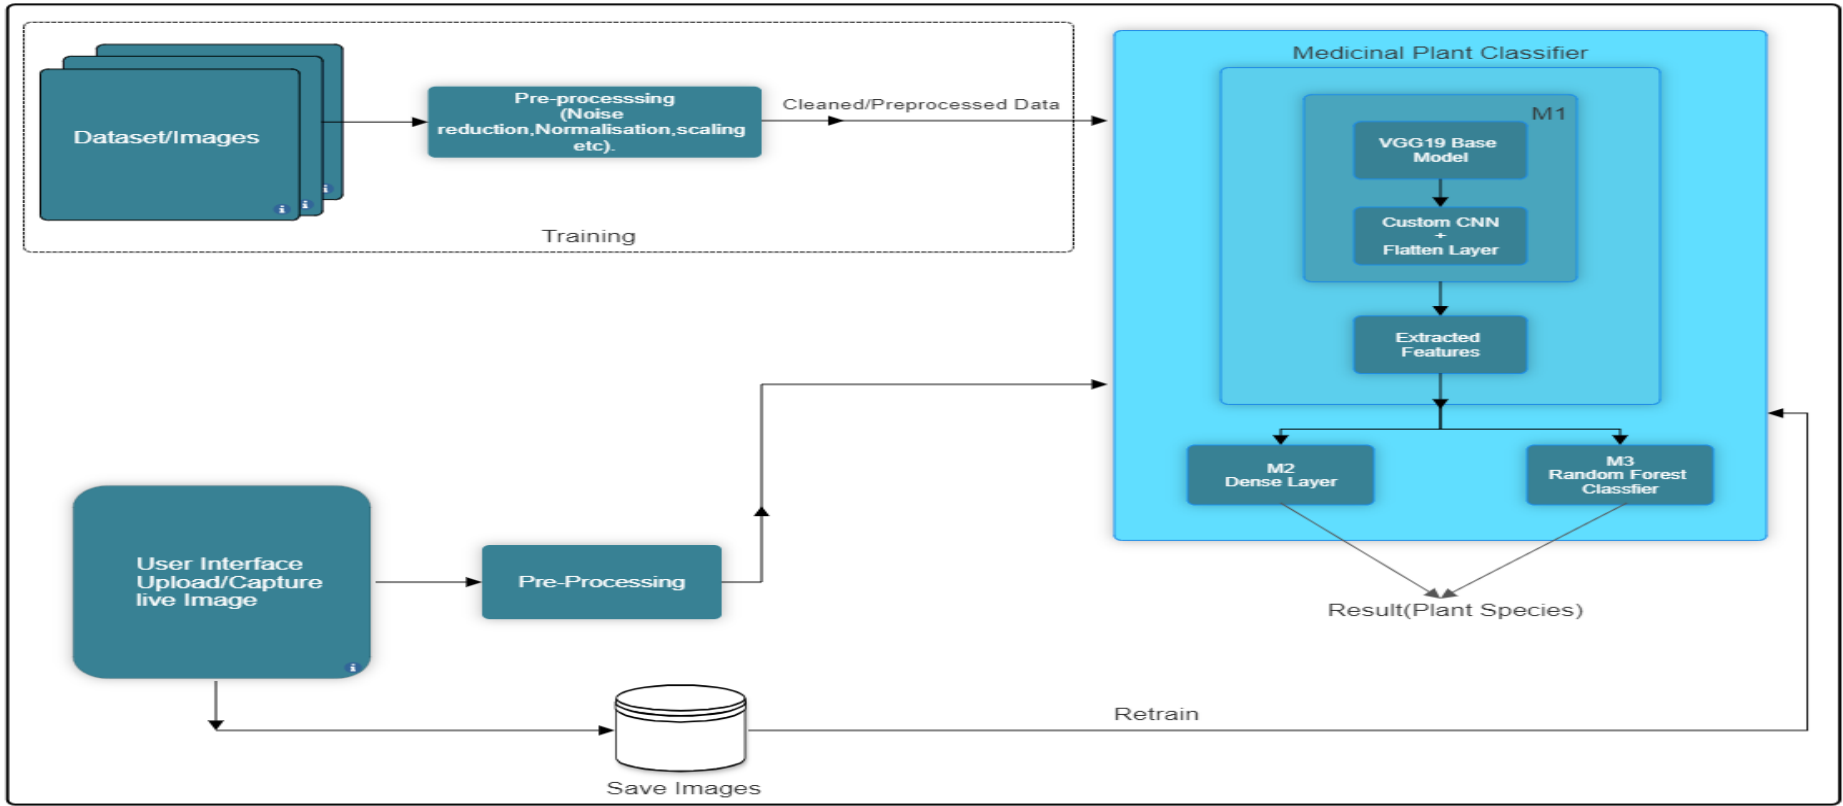 Dataset/Images
Pre-processsing
(Noise
reduction,Normalisation,scaling
etc).
Cleaned/Preprocessed Data
Training
Medicinal Plant Classifier
M1
VGG19 Base
Model
Custom CNN
+
Flatten Layer
Extracted
Features
M2
Dense Layer
M3
Random Forest
Classfier
Result(Plant Species)
User Interface
Upload/Capture
live Image
Pre-Processing
Save Images
Retrain